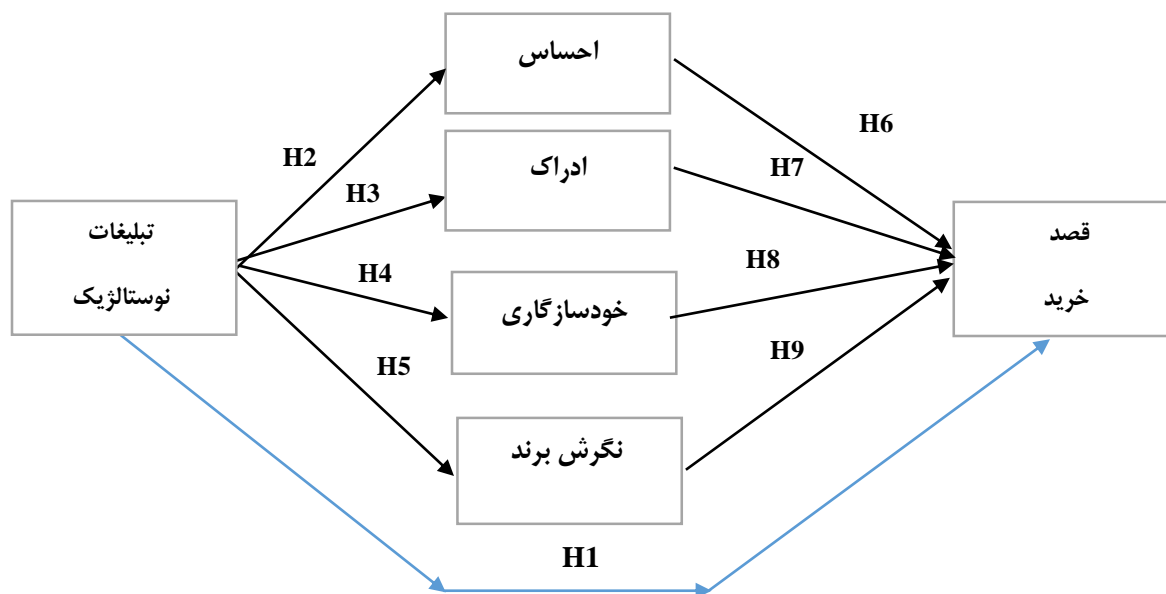 احساس
H6
H2
ادراک
H7
H3
تبلیغات
نوستالژیک
قصد
خرید
H4
خودسازگاری
H8
H5
H9
نگرش برند
H1